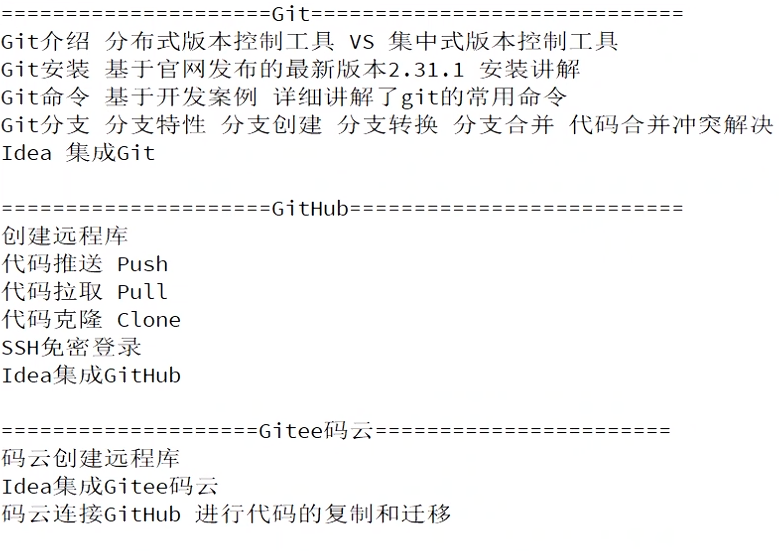 =====================Git=============================
Git介绍 分布式版本控制工具 VS 集中式版本控制工具
Git安装 基于官网发布的最新版本2.31.1 安装讲解
Git命令 基于开发案例 详细讲解了git的常用命令
Git分支 分支特性 分支创建 分支转换 分支合并 代码合并冲突解决
Idea 集成Git
=====================GitHub==========================
创建远程库
代码推送 Push
代码拉取 Pull
代码克隆 Clone
SSH免密登录
Idea集成GitHub
====================Gitee码云=======================
码云创建远程库
Idea集成Gitee码云
码云连接GitHub 进行代码的复制和迁移